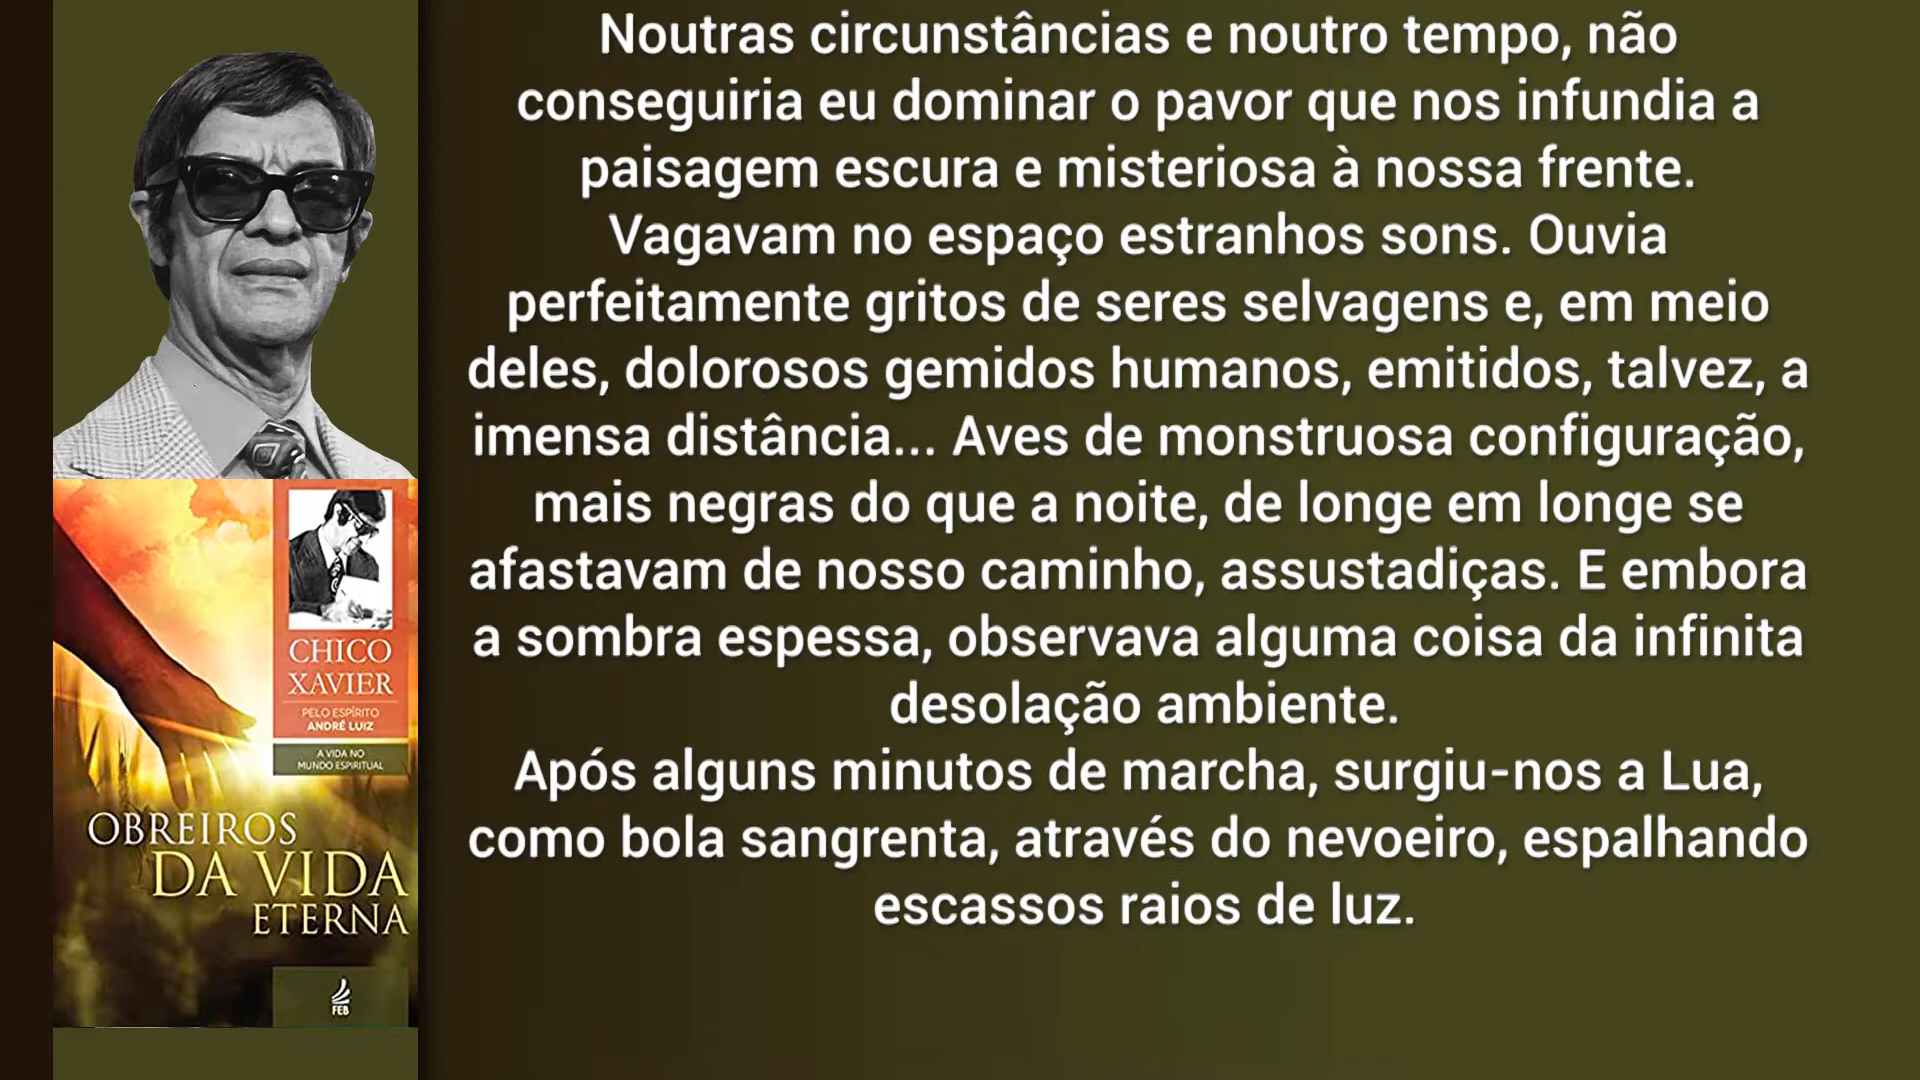 Noutras circunstâncias e noutro tempo, não
conseguiria eu dominar o pavor que nos infundia a
paisagem escura e misteriosa à nossa frente.
Vagavam no espaço estranhos sons. Ouvia
perfeitamente gritos de seres selvagens e, em meio
deles, dolorosos gemidos humanos, emitidos, talvez, a
imensa distância... Aves de monstruosa configuração,
mais negras do que a noite, de longe em longe se
afastavam de nosso caminho, assustadiças. E embora
a sombra espessa, observava alguma coisa da infinita
desolação ambiente.
Após alguns minutos de marcha, surgiu-nos a Lua,
como bola sangrenta, através do nevoeiro, espalhando
escassos raios de luz.
CHICO
XAVIER
PELO ESPÍRITO
ANDRÉ LUIZ
A VIDA NO
MUNDO ESPIRITUAL
OBREIROS
DA VIDA
ETERNA
FEB